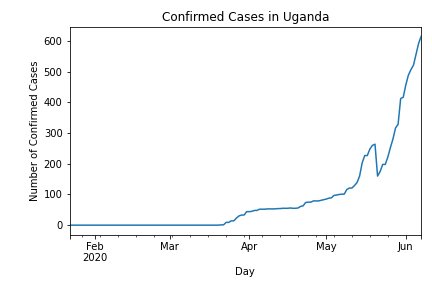 Confirmed Cases in Uganda
Number of Confirmed Cases
600
500
400
300
200
100
0
Feb
2020
Mar
Apr
May
Jun
Day